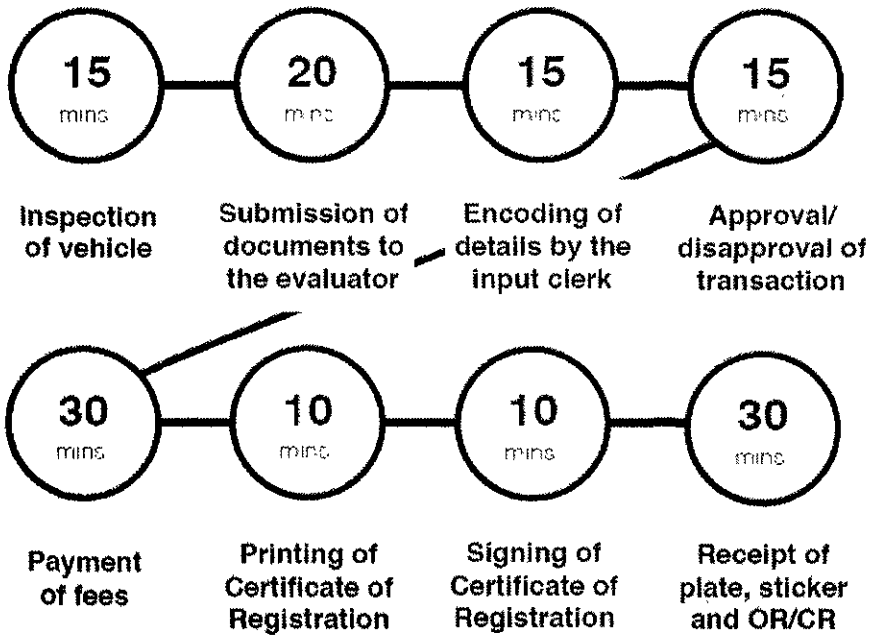 15
mins
20
mins
15
mins
15
mins
Inspection
of vehicle
Submission of
documents to
the evaluator
Encoding of
details by the
input clerk
Approval/
disapproval of
transaction
30
mins
10
mins
10
mins
30
mins
Payment
of fees
Printing of
Certificate of
Registration
Signing of
Certificate of
Registration
Receipt of
plate, sticker
and OR/CR